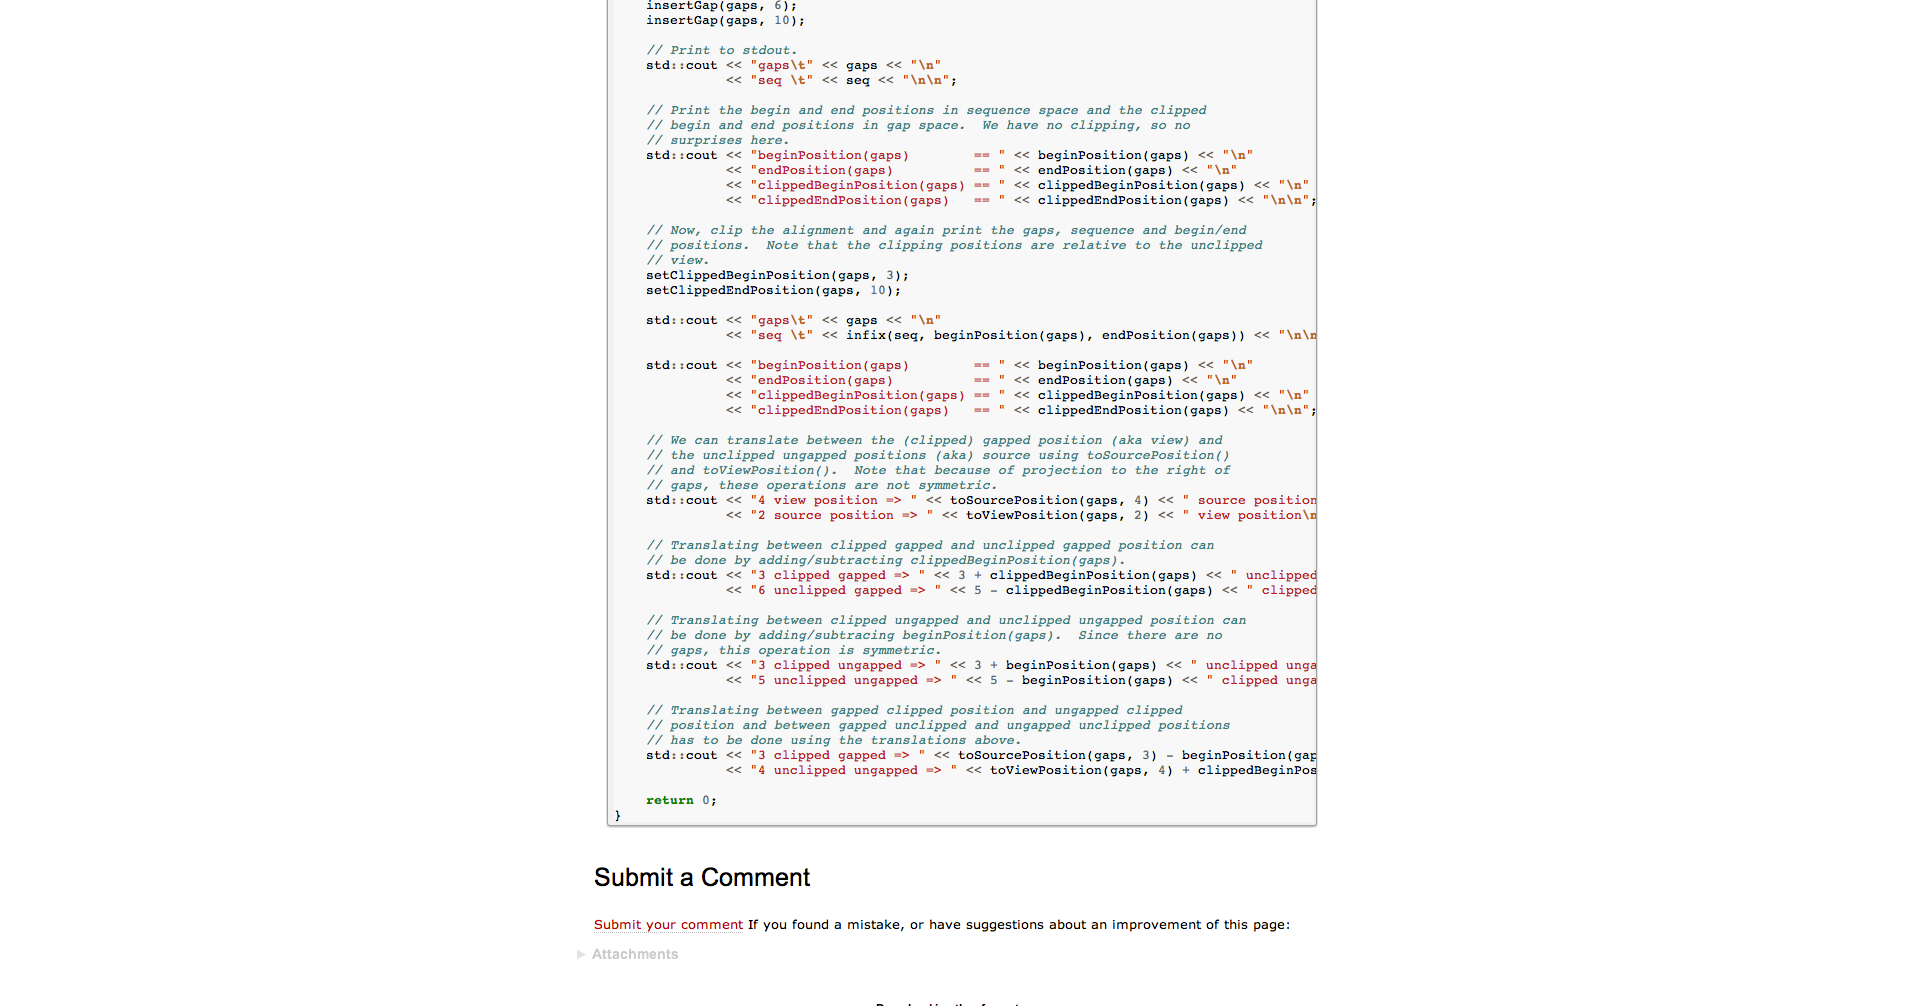 insertGap(gaps, 6);
insertGap(gaps, 10);
// Print to stdout.
std::cout << "gaps\t" << gaps << "\n"
<< "seq \t" << seq << "\n\n";
// Print the begin and end positions in sequence space and the clipped
// begin and end positions in gap space.  We have no clipping, so no
// surprises here.
std::cout << "beginPosition(gaps)        == " << beginPosition(gaps) << "\n"
<< "endPosition(gaps)          == " << endPosition(gaps) << "\n"
<< "clippedBeginPosition(gaps) == " << clippedBeginPosition(gaps) << "\n"
<< "clippedEndPosition(gaps)   == " << clippedEndPosition(gaps) << "\n\n";
// Now, clip the alignment and again print the gaps, sequence and begin/end
// positions.  Note that the clipping positions are relative to the unclipped
// view.
setClippedBeginPosition(gaps, 3);
setClippedEndPosition(gaps, 10);
std::cout << "gaps\t" << gaps << "\n"
<< "seq \t" << infix(seq, beginPosition(gaps), endPosition(gaps)) << "\n\n
std::cout << "beginPosition(gaps)        == " << beginPosition(gaps) << "\n"
<< "endPosition(gaps)          == " << endPosition(gaps) << "\n"
<< "clippedBeginPosition(gaps) == " << clippedBeginPosition(gaps) << "\n"
<< "clippedEndPosition(gaps)   == " << clippedEndPosition(gaps) << "\n\n";
// We can translate between the (clipped) gapped position (aka view) and
// the unclipped ungapped positions (aka) source using toSourcePosition()
// and toViewPosition().  Note that because of projection to the right of
// gaps, these operations are not symmetric.
std::cout << "4 view position => " << toSourcePosition(gaps, 4) << " source position
<< "2 source position => " << toViewPosition(gaps, 2) << " view position\n
// Translating between clipped gapped and unclipped gapped position can
// be done by adding/subtracting clippedBeginPosition(gaps).
std::cout << "3 clipped gapped => " << 3 + clippedBeginPosition(gaps) << " unclipped
<< "6 unclipped gapped => " << 5 - clippedBeginPosition(gaps) << " clipped
// Translating between clipped ungapped and unclipped ungapped position can
// be done by adding/subtracing beginPosition(gaps).  Since there are no
// gaps, this operation is symmetric.
std::cout << "3 clipped ungapped => " << 3 + beginPosition(gaps) << " unclipped unga
<< "5 unclipped ungapped => " << 5 - beginPosition(gaps) << " clipped unga
// Translating between gapped clipped position and ungapped clipped
// position and between gapped unclipped and ungapped unclipped positions
// has to be done using the translations above.
std::cout << "3 clipped gapped => " << toSourcePosition(gaps, 3) - beginPosition(gap
<< "4 unclipped ungapped => " << toViewPosition(gaps, 4) + clippedBeginPos
return 0;
}
Submit a Comment
Submit your comment If you found a mistake, or have suggestions about an improvement of this page:
Attachments